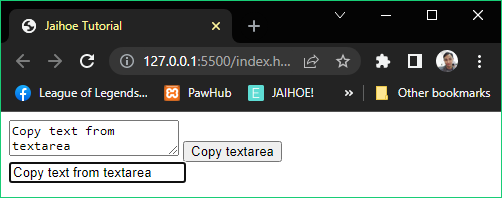 Jaihoe Tutorial
127.0.0.1:5500/index.h...
League of Legends... PawHub JAIHOE! » Other bookmarks
Copy text from
textarea
Copy textarea
Copy text from textarea